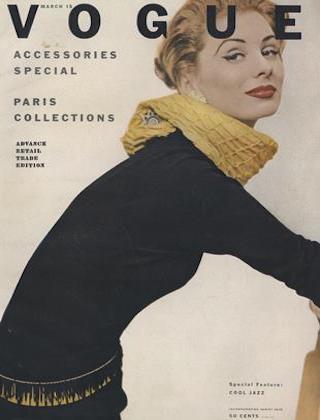 VOGUE
MARCH 15
ACCESSORIES
SPECIAL
PARIS
COLLECTIONS
ADVANCE
RETAIL
TRADE
EDITION
Special Feature:
COOL JAZZ
50 CENTS